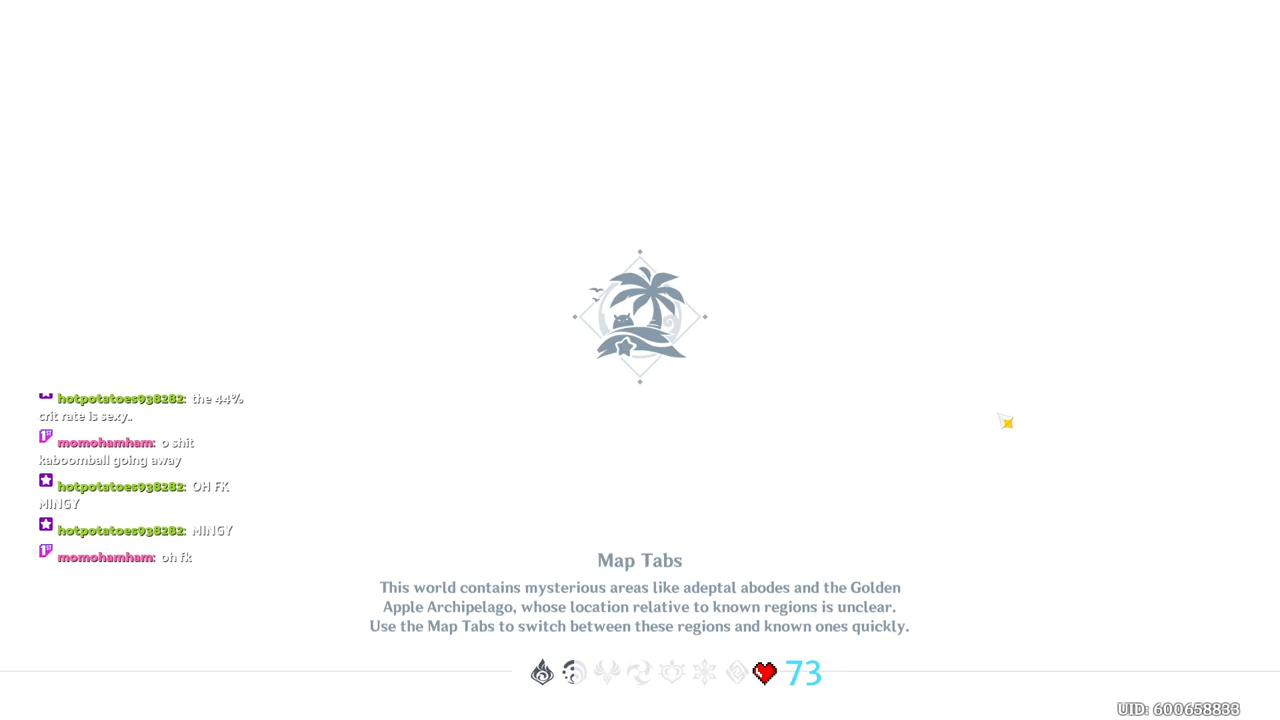 hotpotatoes938282: the 44%
crit rate is sexy..
momohamham: o shit
kaboomball going away
hotpotatoes938282: OH FK
MINGY
hotpotatoes938282: MINGY
momohamham: oh fk
Map Tabs
This world contains mysterious areas like adeptal abodes and the Golden
Apple Archipelago, whose location relative to known regions is unclear.
Use the Map Tabs to switch between these regions and known ones quickly.
73
UID: 600658833